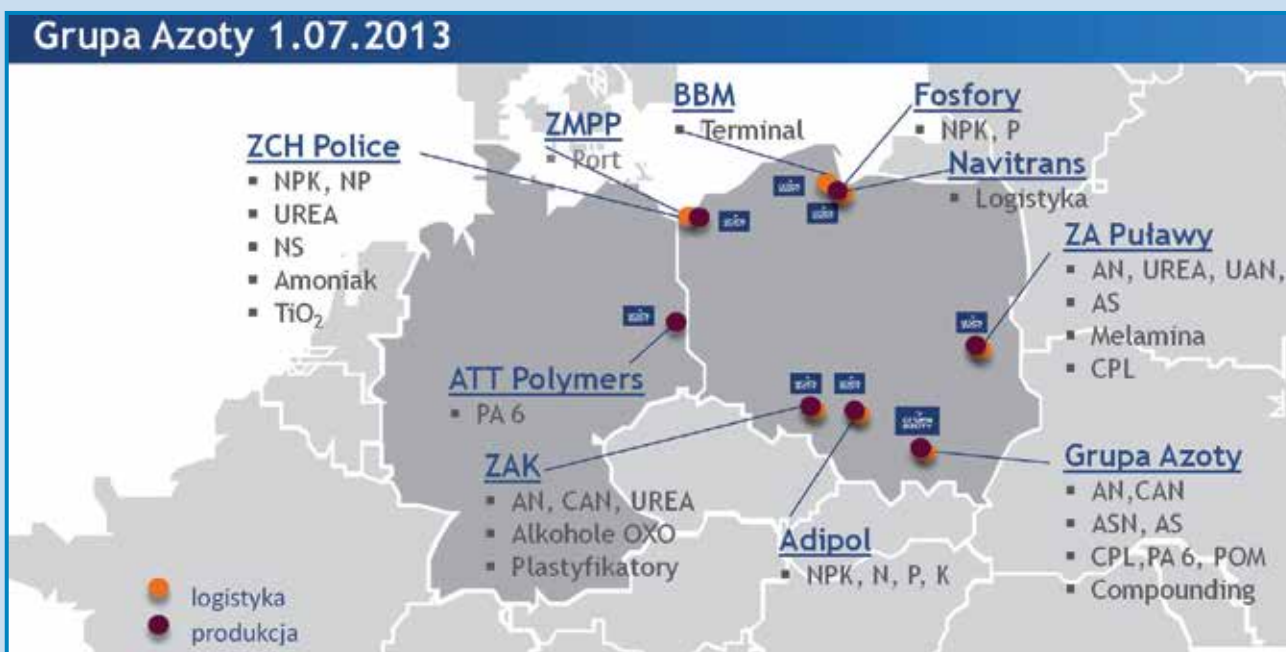 Grupa Azoty 1.07.2013
ZCH Police
▪ NPK, NP
▪ UREA
▪ NS
▪ Amoniak
▪ TiO₂
ZMPP
▪ Port
BBM
▪ Terminal
Fosfory
▪ NPK, P
Navitrans
▪ Logistyka
ZA Puławy
▪ AN, UREA, UAN,
▪ AS
▪ Melamina
▪ CPL
ATT Polymers
▪ PA 6
ZAK
▪ AN, CAN, UREA
▪ Alkohole OXO
▪ Plastyfikatory
Adipol
▪ NPK, N, P, K
Grupa Azoty
▪ AN,CAN
▪ ASN, AS
▪ CPL,PA 6, POM
▪ Compounding
logistyka
produkcja